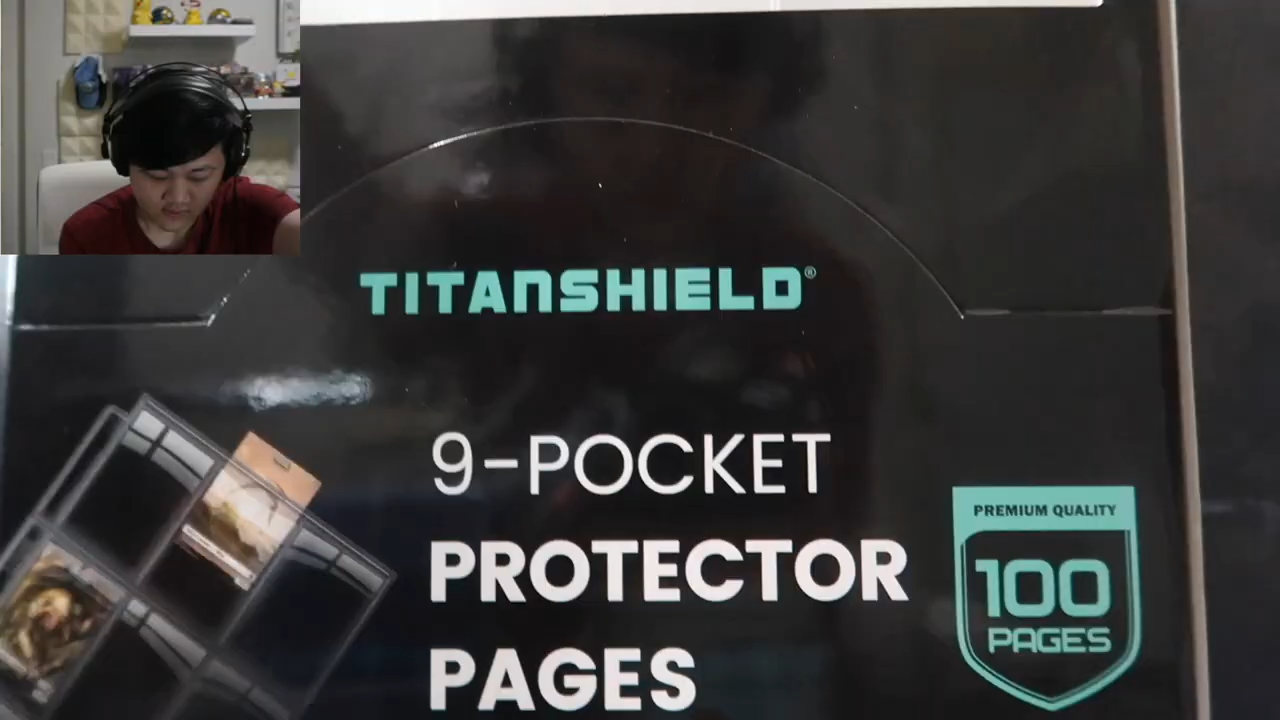 TITANSHIELD®
9-POCKET
PROTECTOR
PAGES
PREMIUM QUALITY
100
PAGES